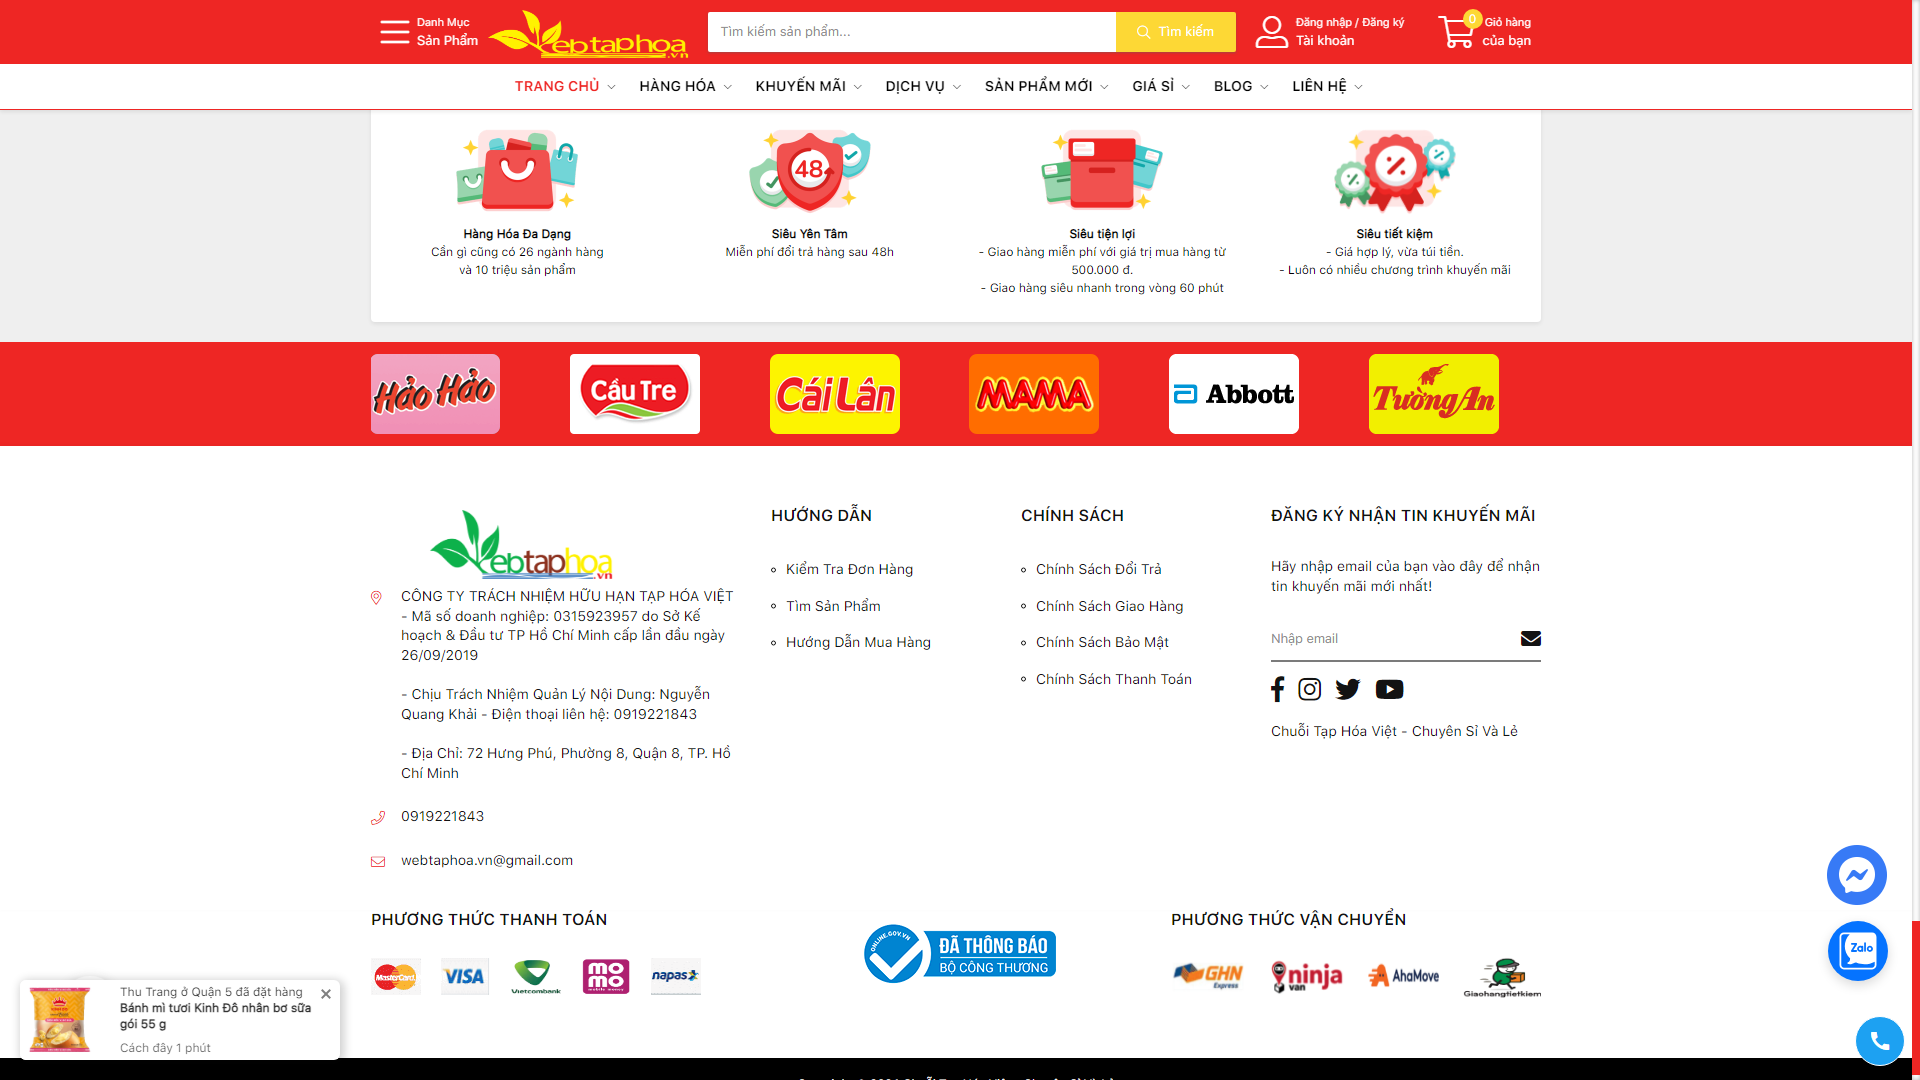 Danh Mục
Sản Phẩm
ebtaphoa
.vn
Tìm kiếm sản phẩm...
Tìm kiếm
Đăng nhập / Đăng ký
Tài khoản
0
Giỏ hàng
của bạn
TRANG CHỦ
HÀNG HÓA
KHUYẾN MÃI
DỊCH VỤ
SẢN PHẨM MỚI
GIÁ SỈ
BLOG
LIÊN HỆ
48
Hàng Hóa Đa Dạng
Cần gì cũng có 26 ngành hàng
và 10 triệu sản phẩm
Siêu Yên Tâm
Miễn phí đổi trả hàng sau 48h
Siêu tiện lợi
- Giao hàng miễn phí với giá trị mua hàng từ
500.000 đ.
- Giao hàng siêu nhanh trong vòng 60 phút
Siêu tiết kiệm
- Giá hợp lý, vừa túi tiền.
- Luôn có nhiều chương trình khuyến mãi
Hảo Hảo
Cầu Tre
Cái Lân
MAMA
Abbott
Tường An
ebtaphoa
.vn
CÔNG TY TRÁCH NHIỆM HỮU HẠN TẠP HÓA VIỆT
- Mã số doanh nghiệp: 0315923957 do Sở Kế
hoạch & Đầu tư TP Hồ Chí Minh cấp lần đầu ngày
26/09/2019
- Chịu Trách Nhiệm Quản Lý Nội Dung: Nguyễn
Quang Khải - Điện thoại liên hệ: 0919221843
- Địa Chỉ: 72 Hưng Phú, Phường 8, Quận 8, TP. Hồ
Chí Minh
0919221843
webtaphoa.vn@gmail.com
HƯỚNG DẪN
Kiểm Tra Đơn Hàng
Tìm Sản Phẩm
Hướng Dẫn Mua Hàng
CHÍNH SÁCH
Chính Sách Đổi Trả
Chính Sách Giao Hàng
Chính Sách Bảo Mật
Chính Sách Thanh Toán
ĐĂNG KÝ NHẬN TIN KHUYẾN MÃI
Hãy nhập email của bạn vào đây để nhận
tin khuyến mãi mới nhất!
Nhập email
Chuỗi Tạp Hóa Việt - Chuyên Sỉ Và Lẻ
PHƯƠNG THỨC THANH TOÁN
MasterCard
VISA
Vietcombank
mo
mo
mobile money
napas
ONLINE.GOV.VN
ĐÃ THÔNG BÁO
BỘ CÔNG THƯƠNG
PHƯƠNG THỨC VẬN CHUYỂN
GHN
Express
ninja
van
AhaMove
Giaohangtietkiem
Zalo
Thu Trang ở Quận 5 đã đặt hàng
Bánh mì tươi Kinh Đô nhân bơ sữa
gói 55 g
Cách đây 1 phút